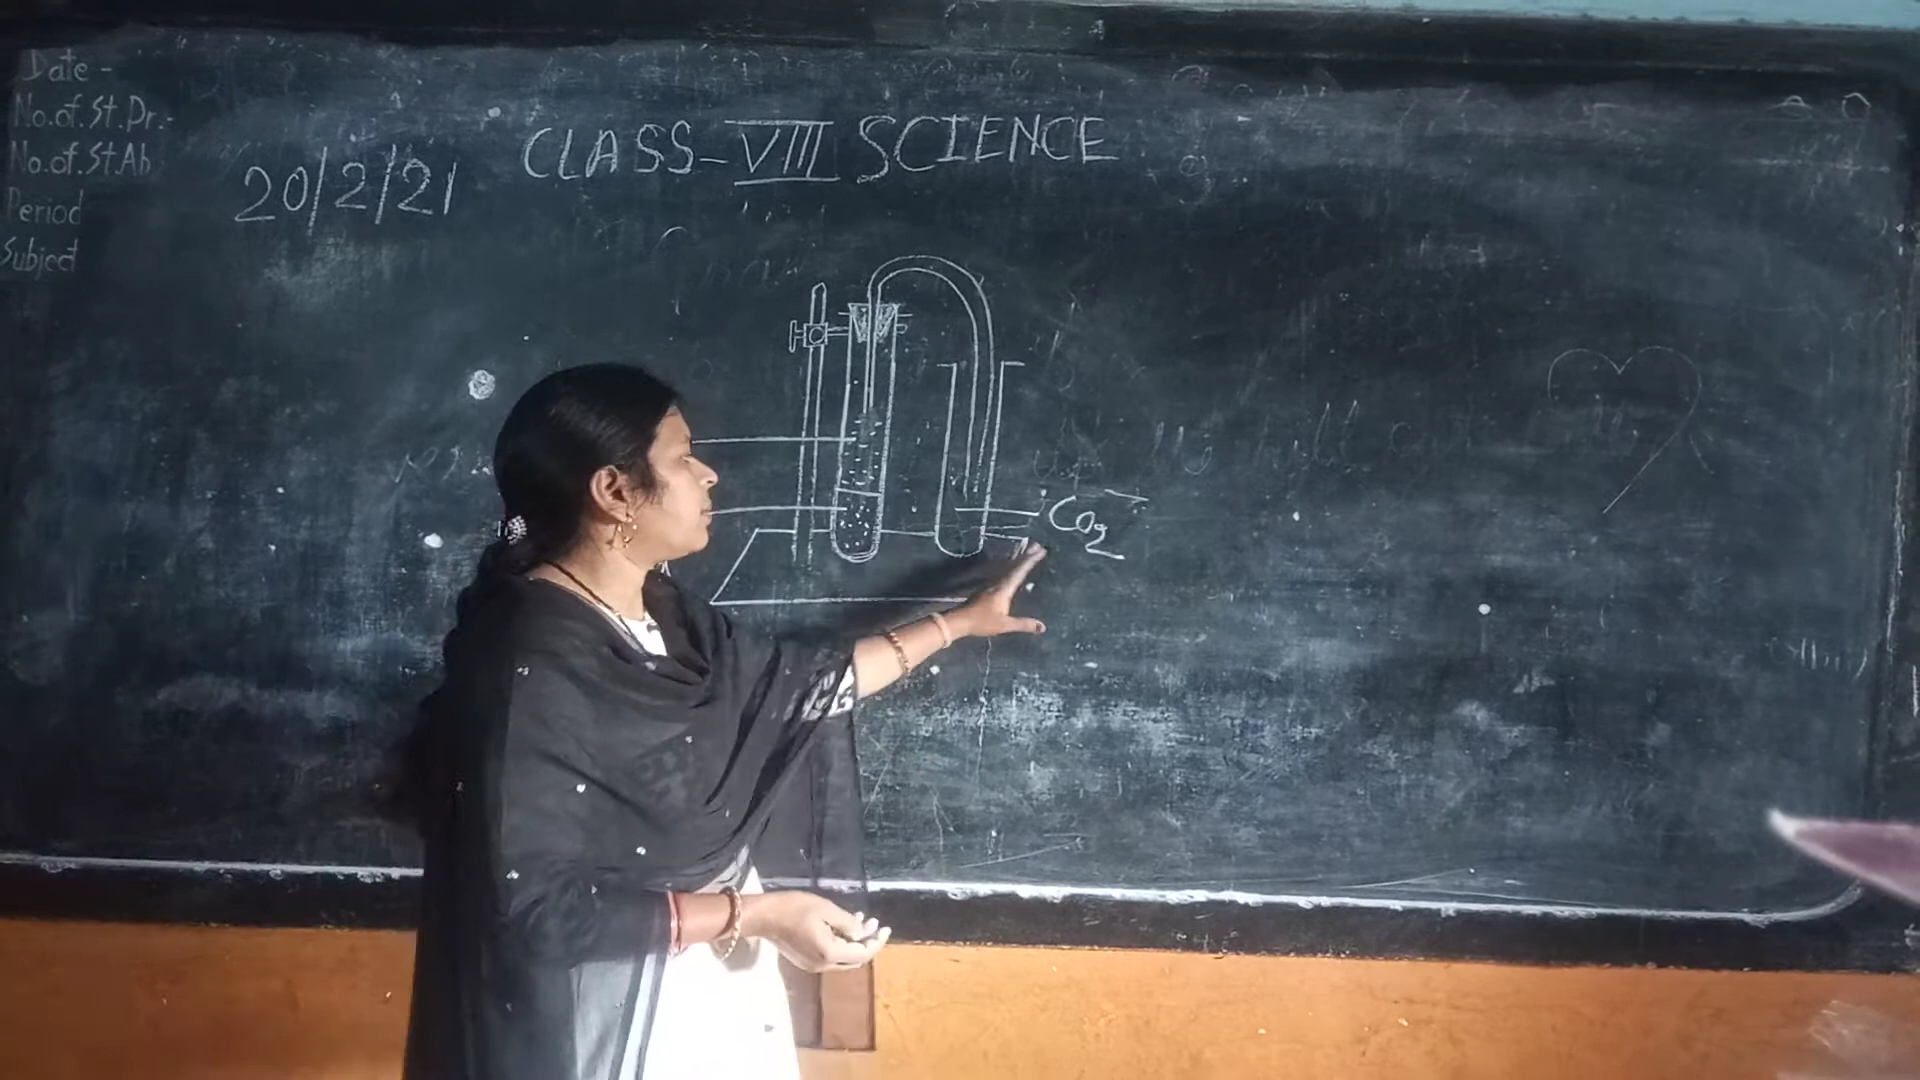 Date -
No.of.St.Pr.-
No.of.St.Ab
Period
Subject
20/2/21
CLASS-VIII SCIENCE
CO2